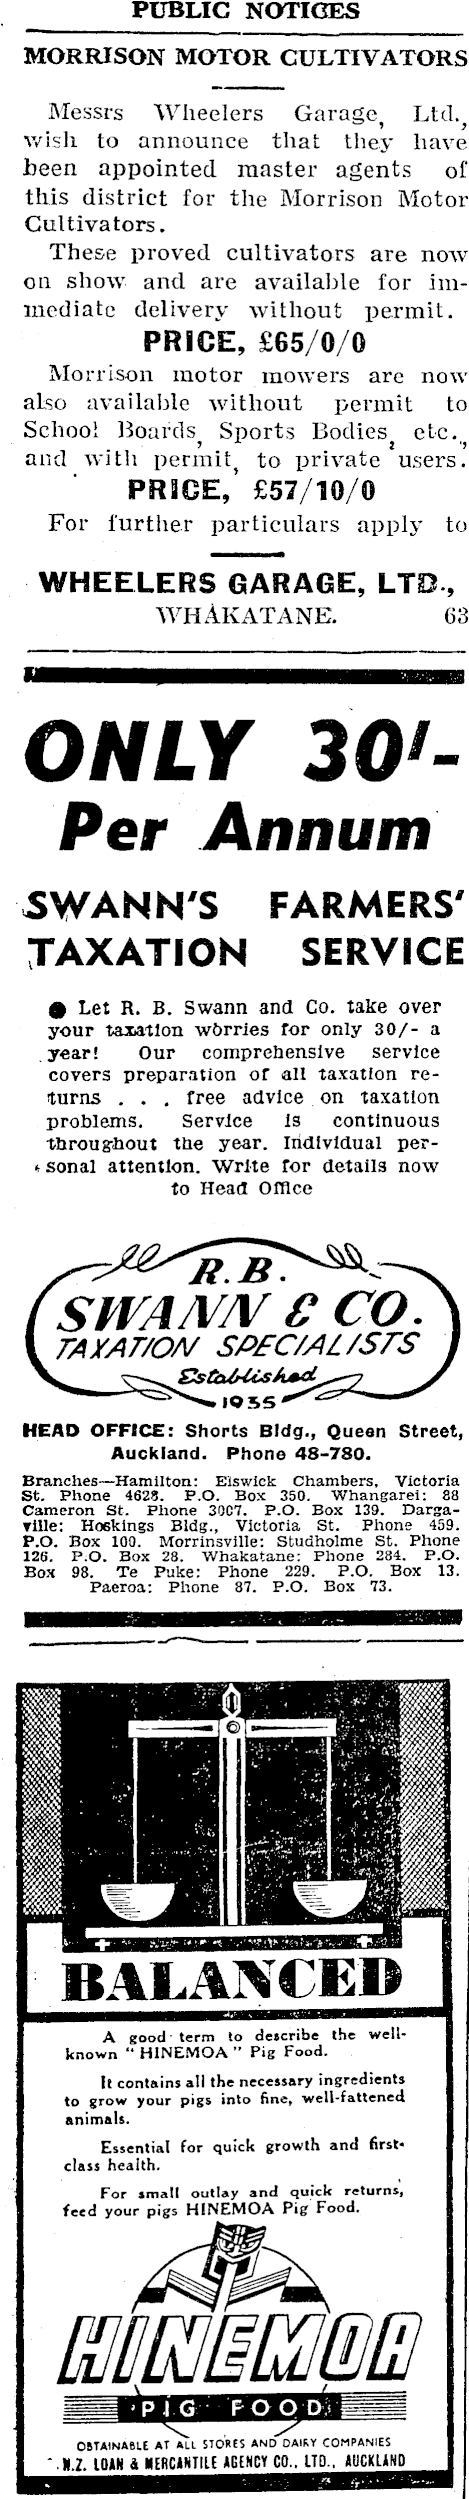 PUBLIC NOTICES
MORRISON MOTOR CULTIVATORS
Messrs Wheelers Garage, Ltd.,
wish to announce that they have
been appointed master agents of
this district for the Morrison Motor
Cultivators.
These proved cultivators are now
on show and are available for im-
mediate delivery without permit.
PRICE, £65/0/0
Morrison motor mowers are now
also available without permit to
School Boards, Sports Bodies, etc.,
and with permit, to private users.
PRICE, £57/10/0
For further particulars apply to
WHEELERS GARAGE, LTD.,
WHAKATANE. 63
ONLY 30/-
Per Annum
SWANN'S FARMERS'
TAXATION SERVICE
● Let R. B. Swann and Co. take over
your taxation worries for only 30/- a
year! Our comprehensive service
covers preparation of all taxation re-
turns . . . free advice on taxation
problems. Service is continuous
throughout the year. Individual per-
sonal attention. Write for details now
to Head Office
R. B.
SWANN & CO.
TAXATION SPECIALISTS
Established
1935
HEAD OFFICE: Shorts Bldg., Queen Street,
Auckland. Phone 48-780.
Branches—Hamilton: Elswick Chambers, Victoria
St. Phone 4628. P.O. Box 350. Whangarei: 88
Cameron St. Phone 3007. P.O. Box 139. Darga-
ville: Hoskings Bldg., Victoria St. Phone 459.
P.O. Box 100. Morrinsville: Studholme St. Phone
126. P.O. Box 28. Whakatane: Phone 284. P.O.
Box 98. Te Puke: Phone 229. P.O. Box 13.
Paeroa: Phone 87. P.O. Box 73.
BALANCED
A good term to describe the well-
known "HINEMOA" Pig Food.
It contains all the necessary ingredients
to grow your pigs into fine, well-fattened
animals.
Essential for quick growth and first-
class health.
For small outlay and quick returns,
feed your pigs HINEMOA Pig Food.
HINEMOA
PIG FOOD
OBTAINABLE AT ALL STORES AND DAIRY COMPANIES
N.Z. LOAN & MERCANTILE AGENCY CO., LTD., AUCKLAND